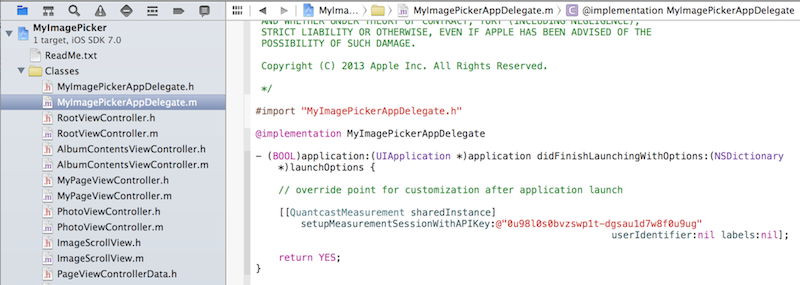 MyImagePicker
1 target, iOS SDK 7.0
ReadMe.txt
Classes
MyImagePickerAppDelegate.h
MyImagePickerAppDelegate.m
RootViewController.h
RootViewController.m
AlbumContentsViewController.h
AlbumContentsViewController.m
MyPageViewController.h
MyPageViewController.m
PhotoViewController.h
PhotoViewController.m
ImageScrollView.h
ImageScrollView.m
PageViewControllerData.h
MyIma... MyImagePickerAppDelegate.m @implementation MyImagePickerAppDelegate
AND WHETHER UNDER THEORY OF CONTRACT, TORT (INCLUDING NEGLIGENCE),
STRICT LIABILITY OR OTHERWISE, EVEN IF APPLE HAS BEEN ADVISED OF THE
POSSIBILITY OF SUCH DAMAGE.
Copyright (C) 2013 Apple Inc. All Rights Reserved.
*/
#import "MyImagePickerAppDelegate.h"
@implementation MyImagePickerAppDelegate
- (BOOL)application:(UIApplication *)application didFinishLaunchingWithOptions:(NSDictionary
*)launchOptions {
// override point for customization after application launch
[[QuantcastMeasurement sharedInstance]
setupMeasurementSessionWithAPIKey:@"0u98l0s0bvzswp1t-dgsau1d7w8f0u9ug"
userIdentifier:nil labels:nil];
return YES;
}